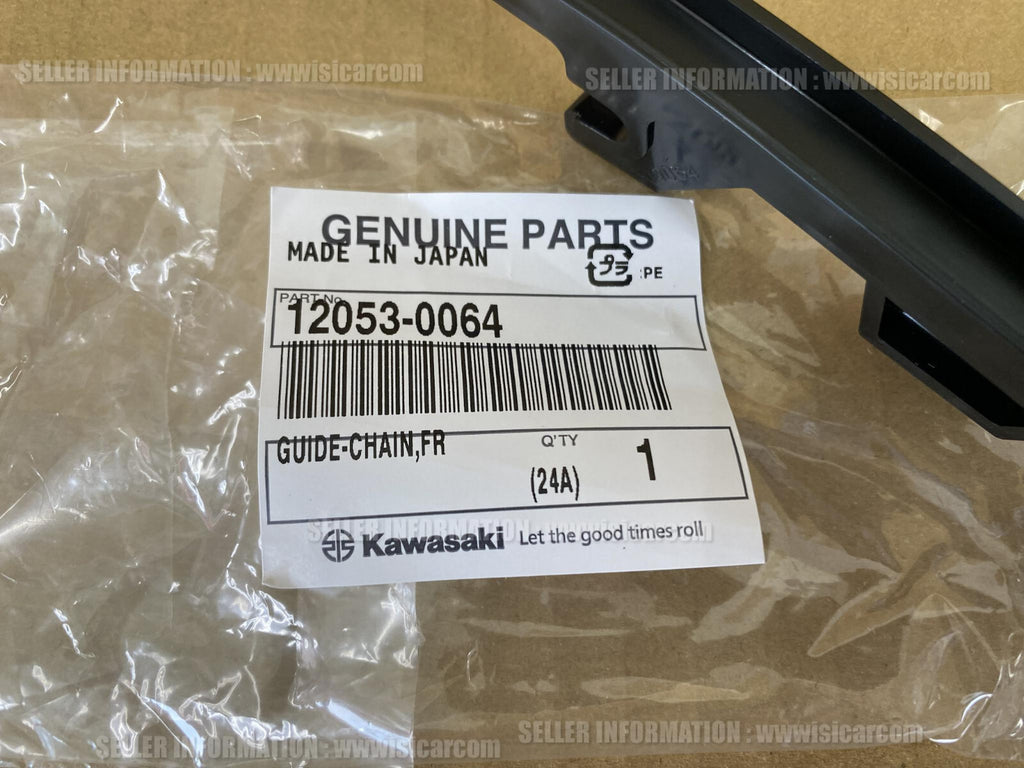 SELLER INFORMATION : wwwisicarcom
SELLER INFORMATION : wwwisicarcom
GENUINE PARTS
MADE IN JAPAN
プラ :PE
PART No.
12053-0064
GUIDE-CHAIN,FR
Q'TY
(24A)
1
SELLER INFORMATION : wwwisicarcom
Kawasaki Let the good times roll
SELLER INFORMATION : wwwisicarcom
SELLER INFORMATION : wwwisicarcom